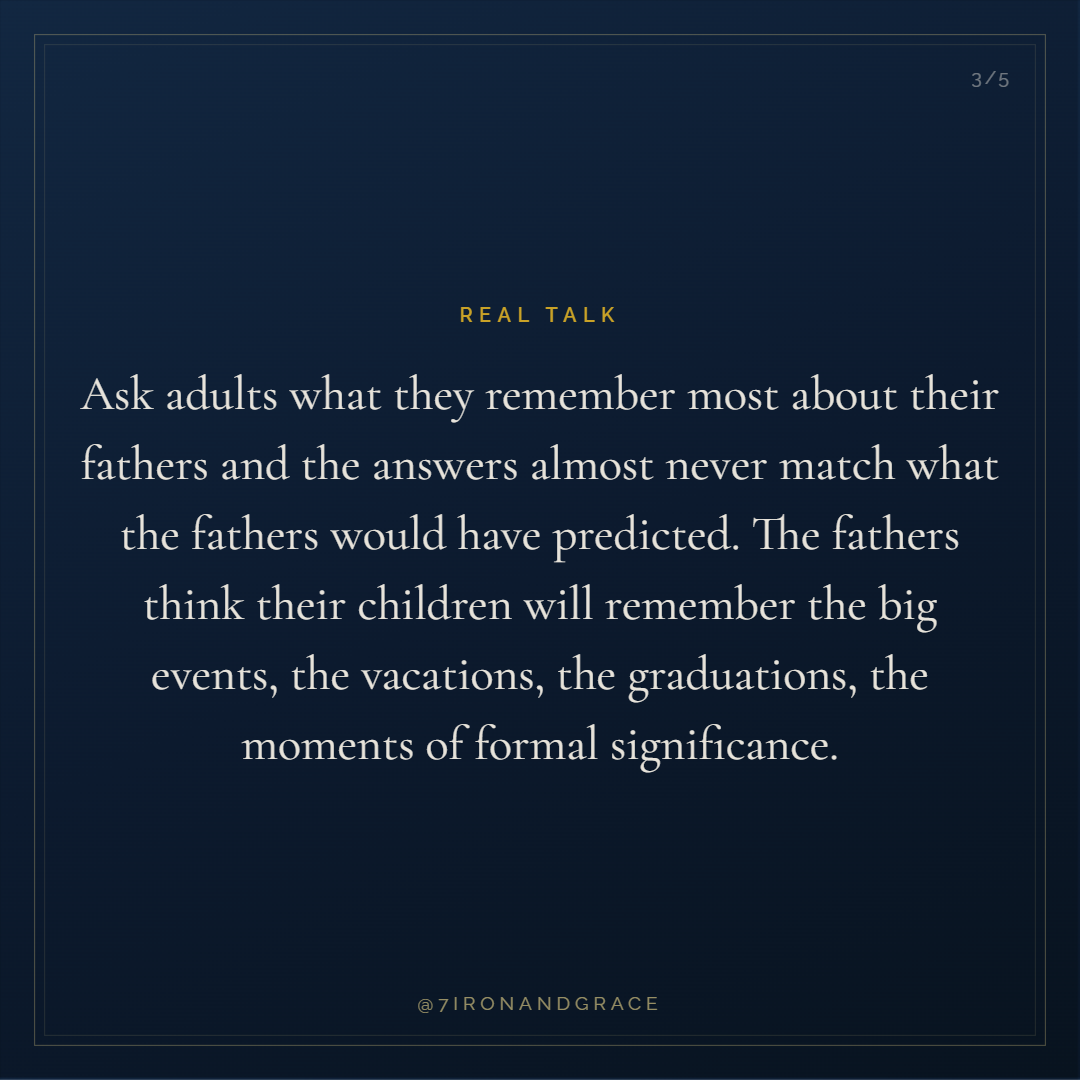 3/5
REAL TALK
Ask adults what they remember most about their
fathers and the answers almost never match what
the fathers would have predicted. The fathers
think their children will remember the big
events, the vacations, the graduations, the
moments of formal significance.
@7IRONANDGRACE